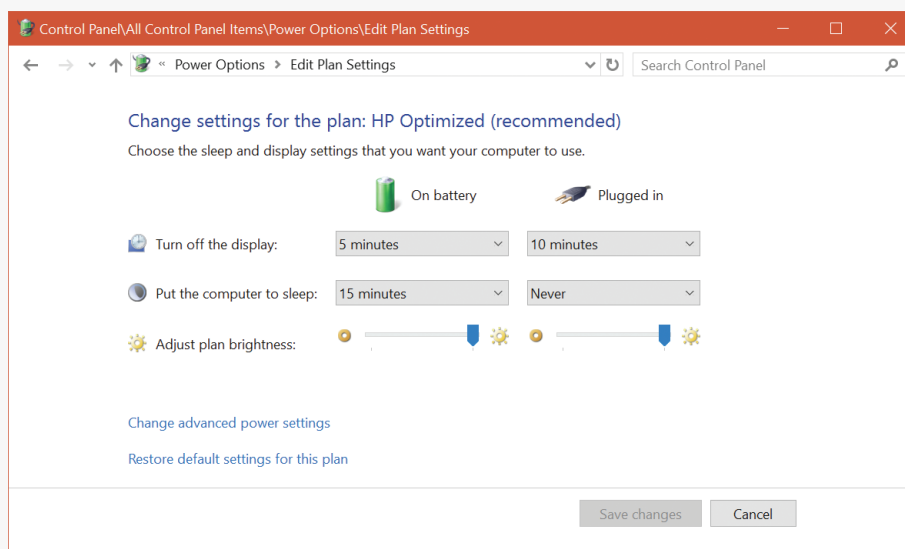 Control Panel\All Control Panel Items\Power Options\Edit Plan Settings
« Power Options > Edit Plan Settings Search Control Panel
Change settings for the plan: HP Optimized (recommended)
Choose the sleep and display settings that you want your computer to use.
On battery Plugged in
Turn off the display: 5 minutes 10 minutes
Put the computer to sleep: 15 minutes Never
Adjust plan brightness:
Change advanced power settings
Restore default settings for this plan
Save changes Cancel